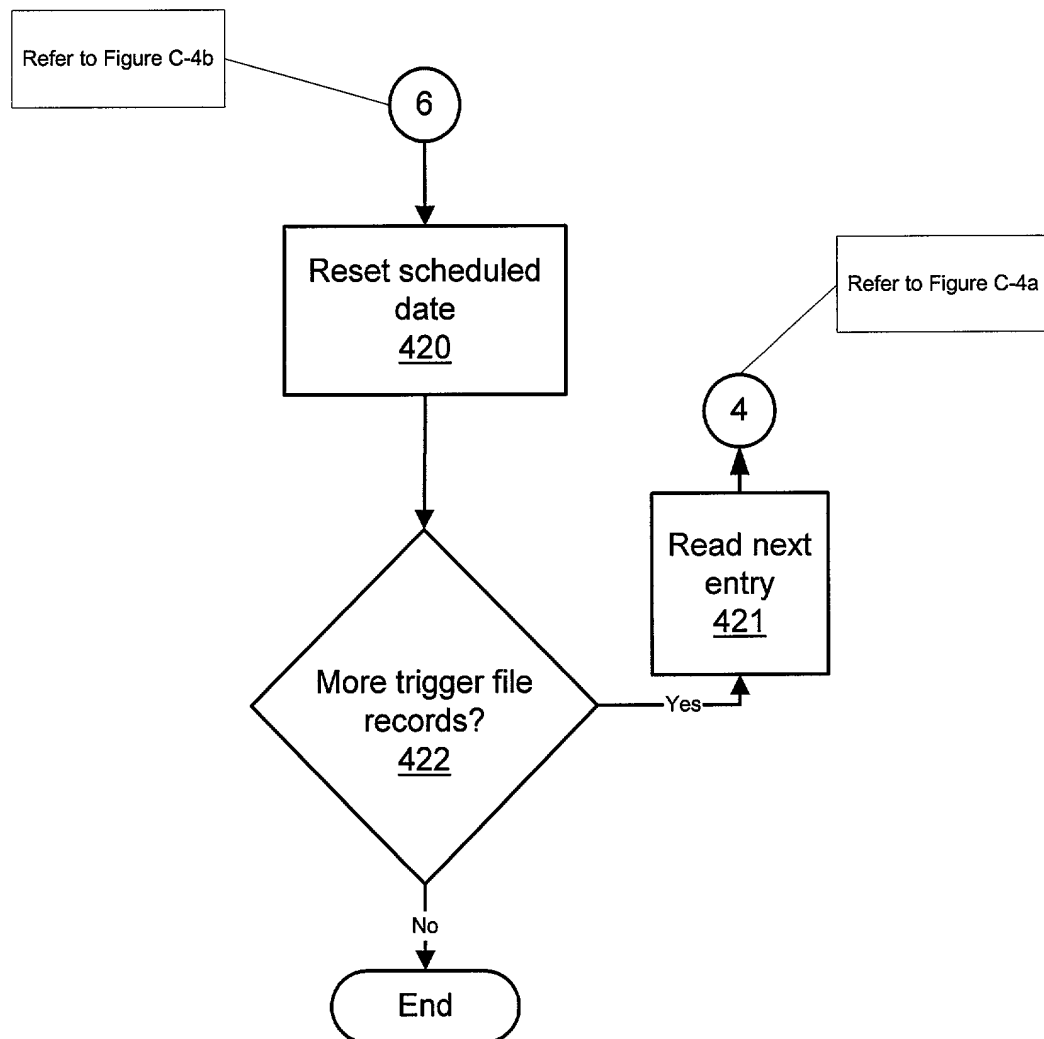 Refer to Figure C-4b
6
Reset scheduled
date
420
Refer to Figure C-4a
4
Read next
entry
421
More trigger file
records?
422
Yes
No
End